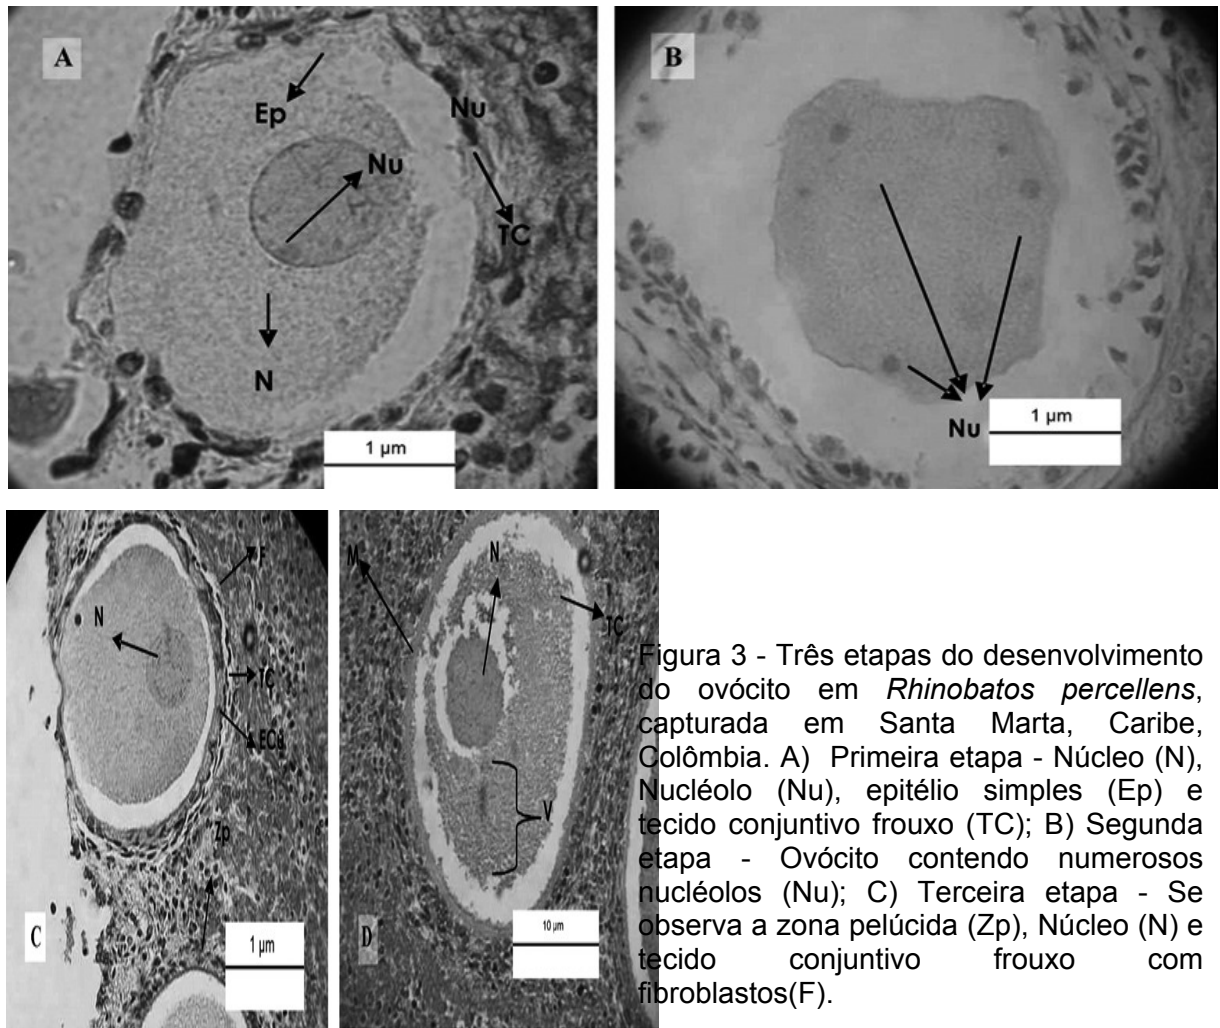 A
Ep
Nu
Nu
TC
N
1 µm
B
Nu
1 µm
N
F
TC
Zp
C
1 µm
M
N
TC
V
D
10 µm
Figura 3 - Três etapas do desenvolvimento
do ovócito em Rhinobatos percellens,
capturada em Santa Marta, Caribe,
Colômbia. A) Primeira etapa - Núcleo (N),
Nucléolo (Nu), epitélio simples (Ep) e
tecido conjuntivo frouxo (TC); B) Segunda
etapa - Ovócito contendo numerosos
nucléolos (Nu); C) Terceira etapa - Se
observa a zona pelúcida (Zp), Núcleo (N) e
tecido conjuntivo frouxo com
fibroblastos(F).